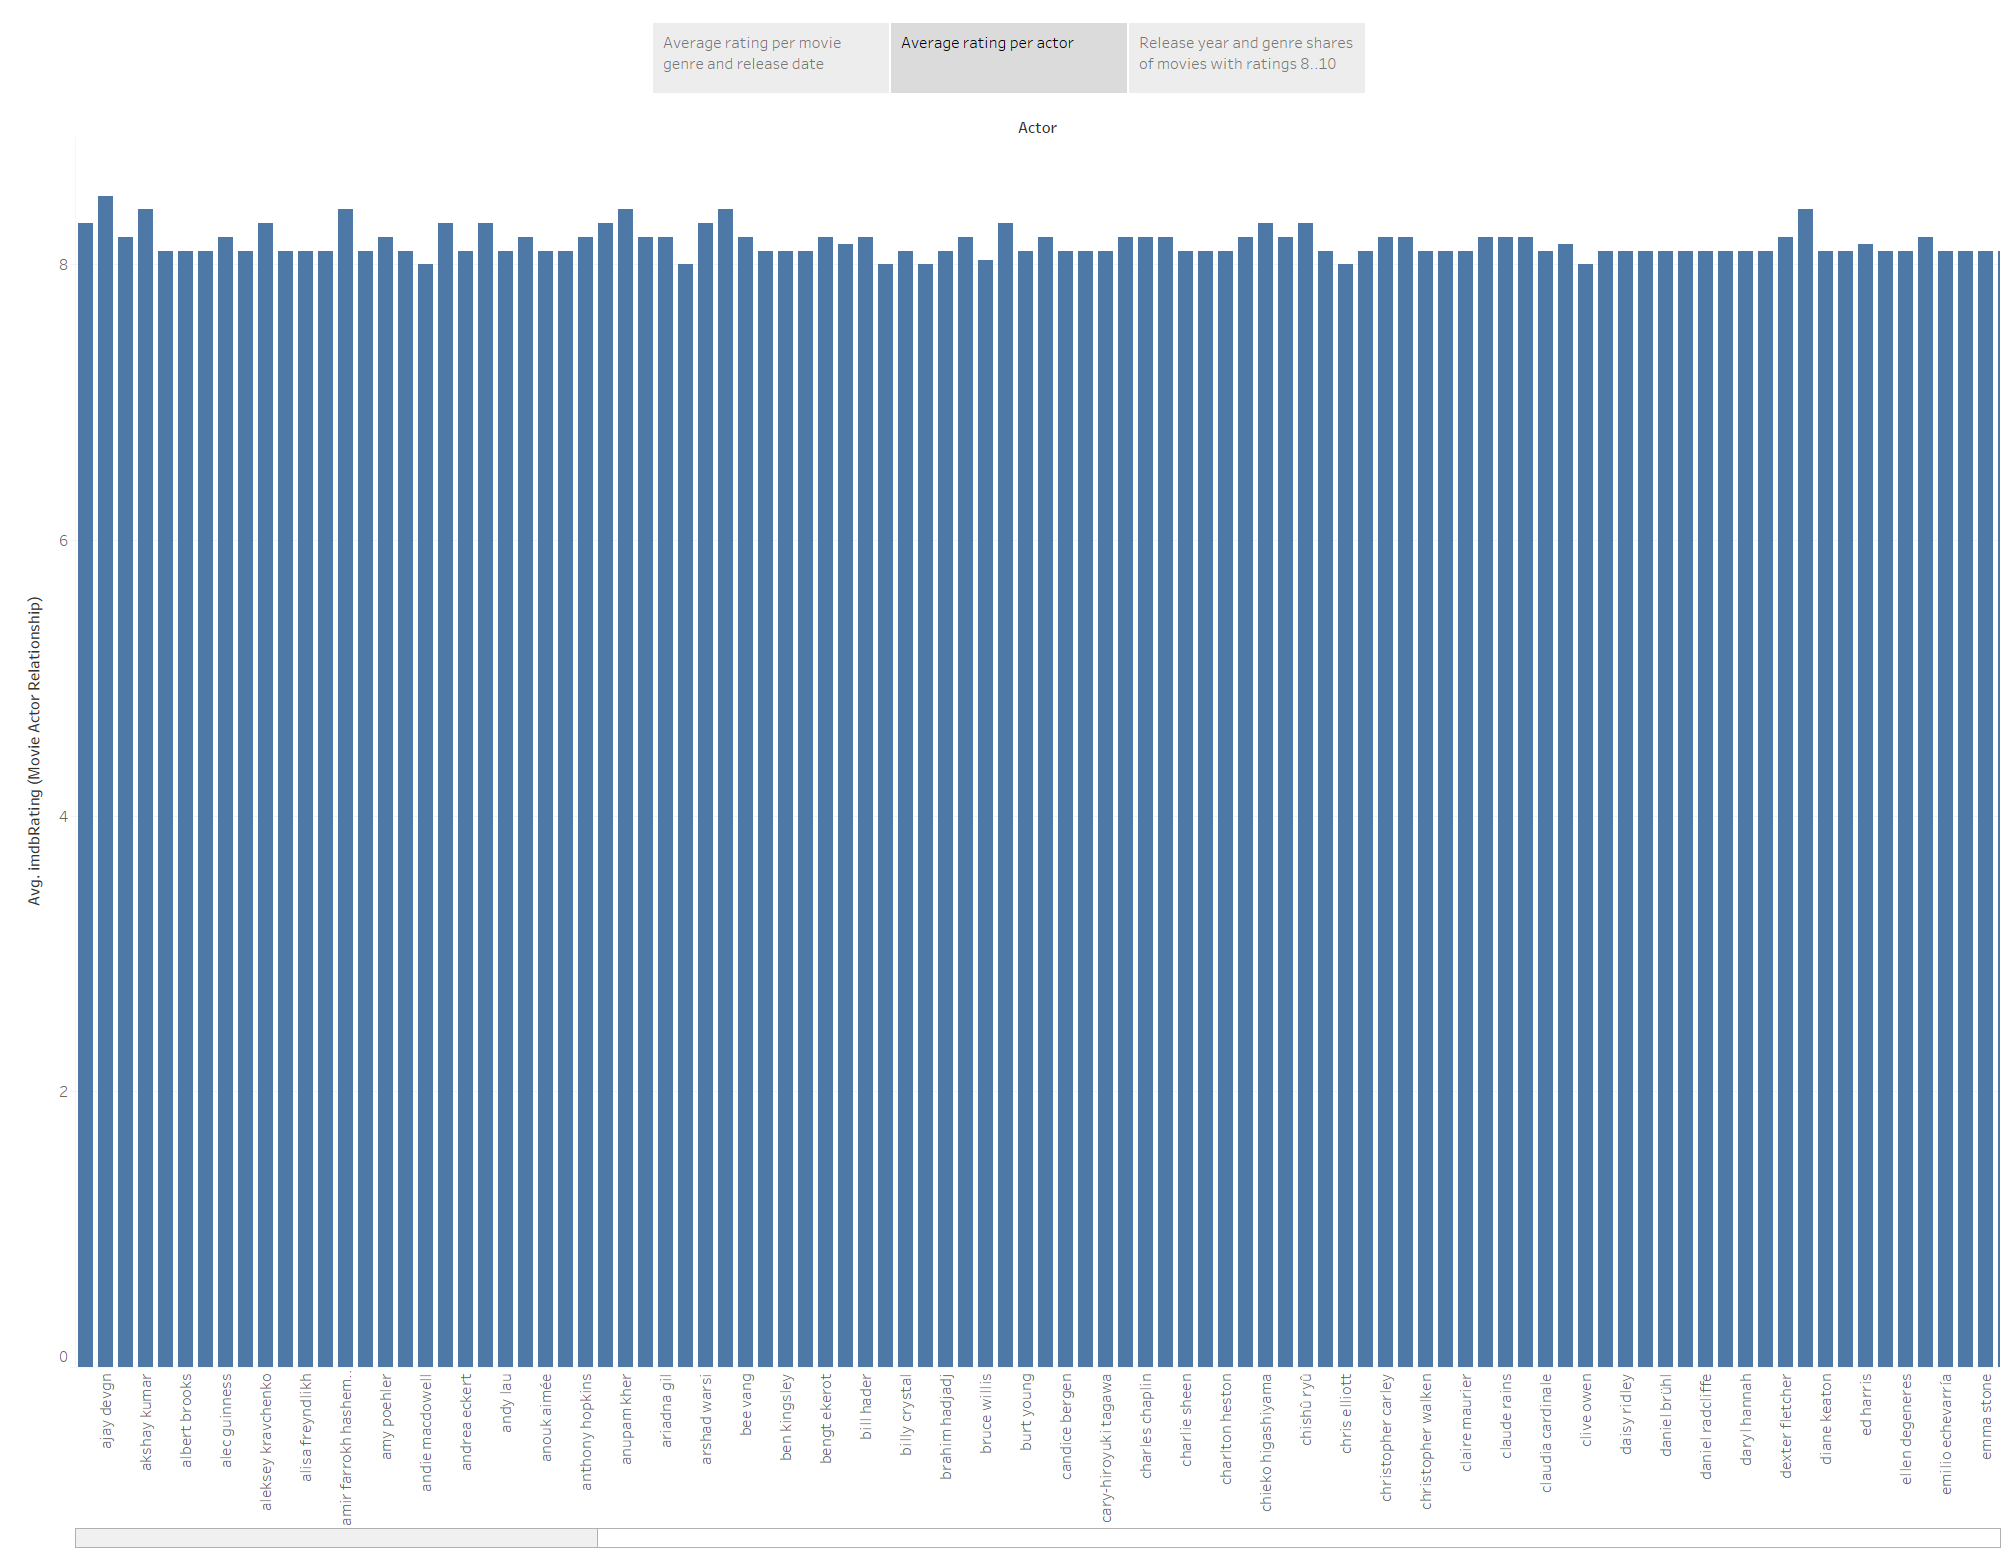 Average rating per movie
genre and release date
Average rating per actor
Release year and genre shares
of movies with ratings 8..10
Actor
Avg. imdbRating (Movie Actor Relationship)
8
6
4
2
0
ajay devgn
akshay kumar
albert brooks
alec guinness
aleksey kravchenko
alisa freyndlikh
amir farrokh hashem..
amy poehler
andie macdowell
andrea eckert
andy lau
anouk aimée
anthony hopkins
anupam kher
ariadna gil
arshad warsi
bee vang
ben kingsley
bengt ekerot
bill hader
billy crystal
brahim hadjadj
bruce willis
burt young
candice bergen
cary-hiroyuki tagawa
charles chaplin
charlie sheen
charlton heston
chieko higashiyama
chishû ryû
chris elliott
christopher carley
christopher walken
claire maurier
claude rains
claudia cardinale
clive owen
daisy ridley
daniel brühl
daniel radcliffe
daryl hannah
dexter fletcher
diane keaton
ed harris
ellen degeneres
emilio echevarría
emma stone